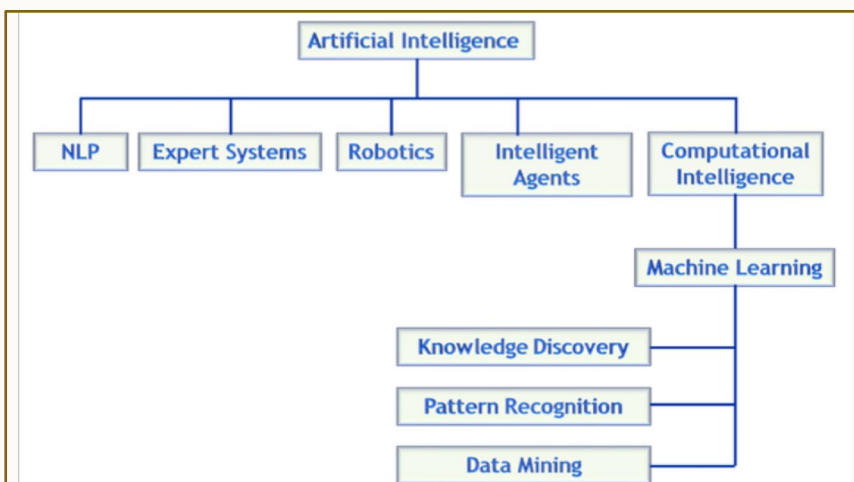 Artificial Intelligence
NLP
Expert Systems
Robotics
Intelligent
Agents
Computational
Intelligence
Machine Learning
Knowledge Discovery
Pattern Recognition
Data Mining